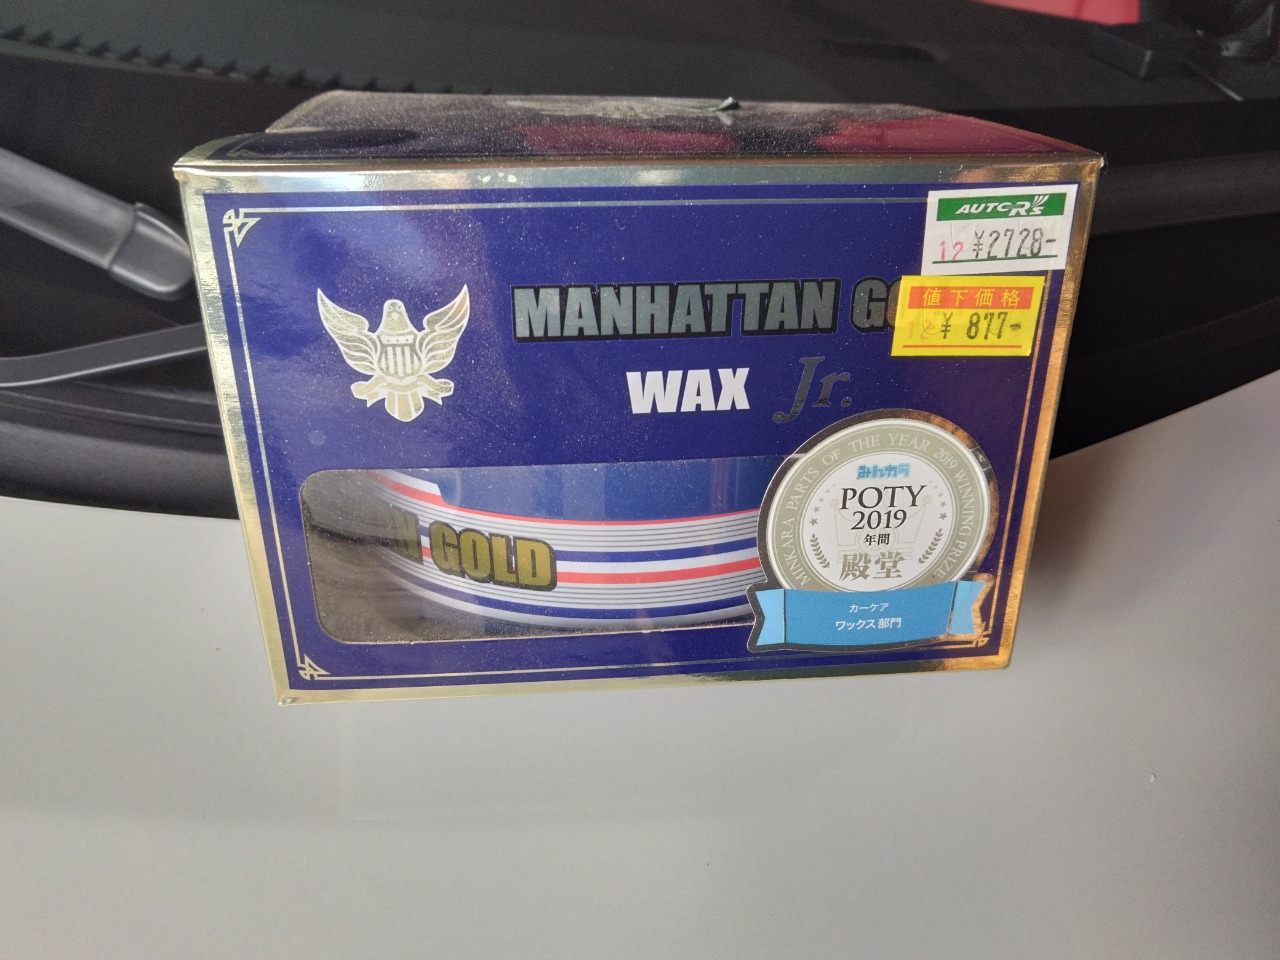 AUTOR's
12 ¥2728-
MANHATTAN GO
値下価格
12 ¥ 877-
WAX Jr.
N GOLD
MINKARA PARTS OF THE YEAR 2019 WINNING PRIZE
みんカラ
POTY
2019
年間
殿堂
カーケア
ワックス部門